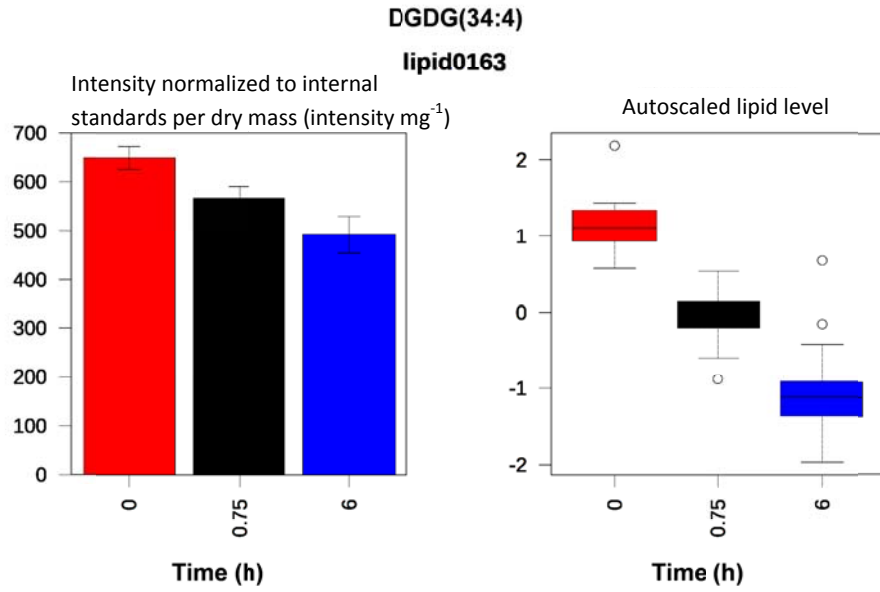 DGDG(34:4)
lipid0163
Intensity normalized to internal
standards per dry mass (intensity mg⁻¹)
700
600
500
400
300
200
100
0
0
0.75
6
Time (h)
Autoscaled lipid level
2
1
0
-1
-2
0
0.75
6
Time (h)